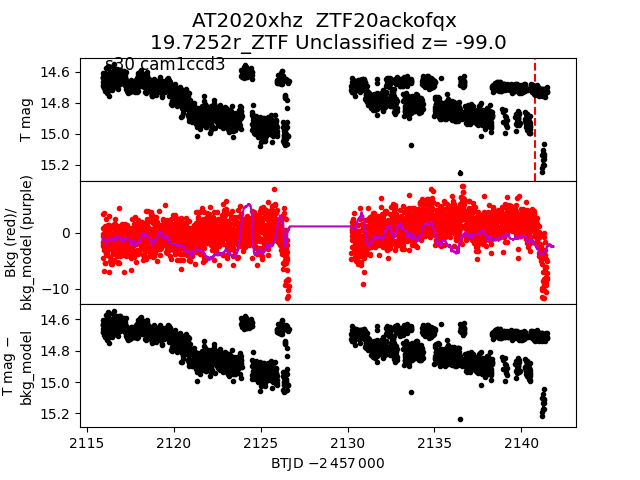 AT2020xhz  ZTF20ackofqx
19.7252r_ZTF Unclassified z= -99.0
s30 cam1ccd3
T mag
14.6
14.8
15.0
15.2
Bkg (red)/
bkg_model (purple)
0
−10
T mag −
bkg_model
14.6
14.8
15.0
15.2
2115 2120 2125 2130 2135 2140
BTJD −2 457 000